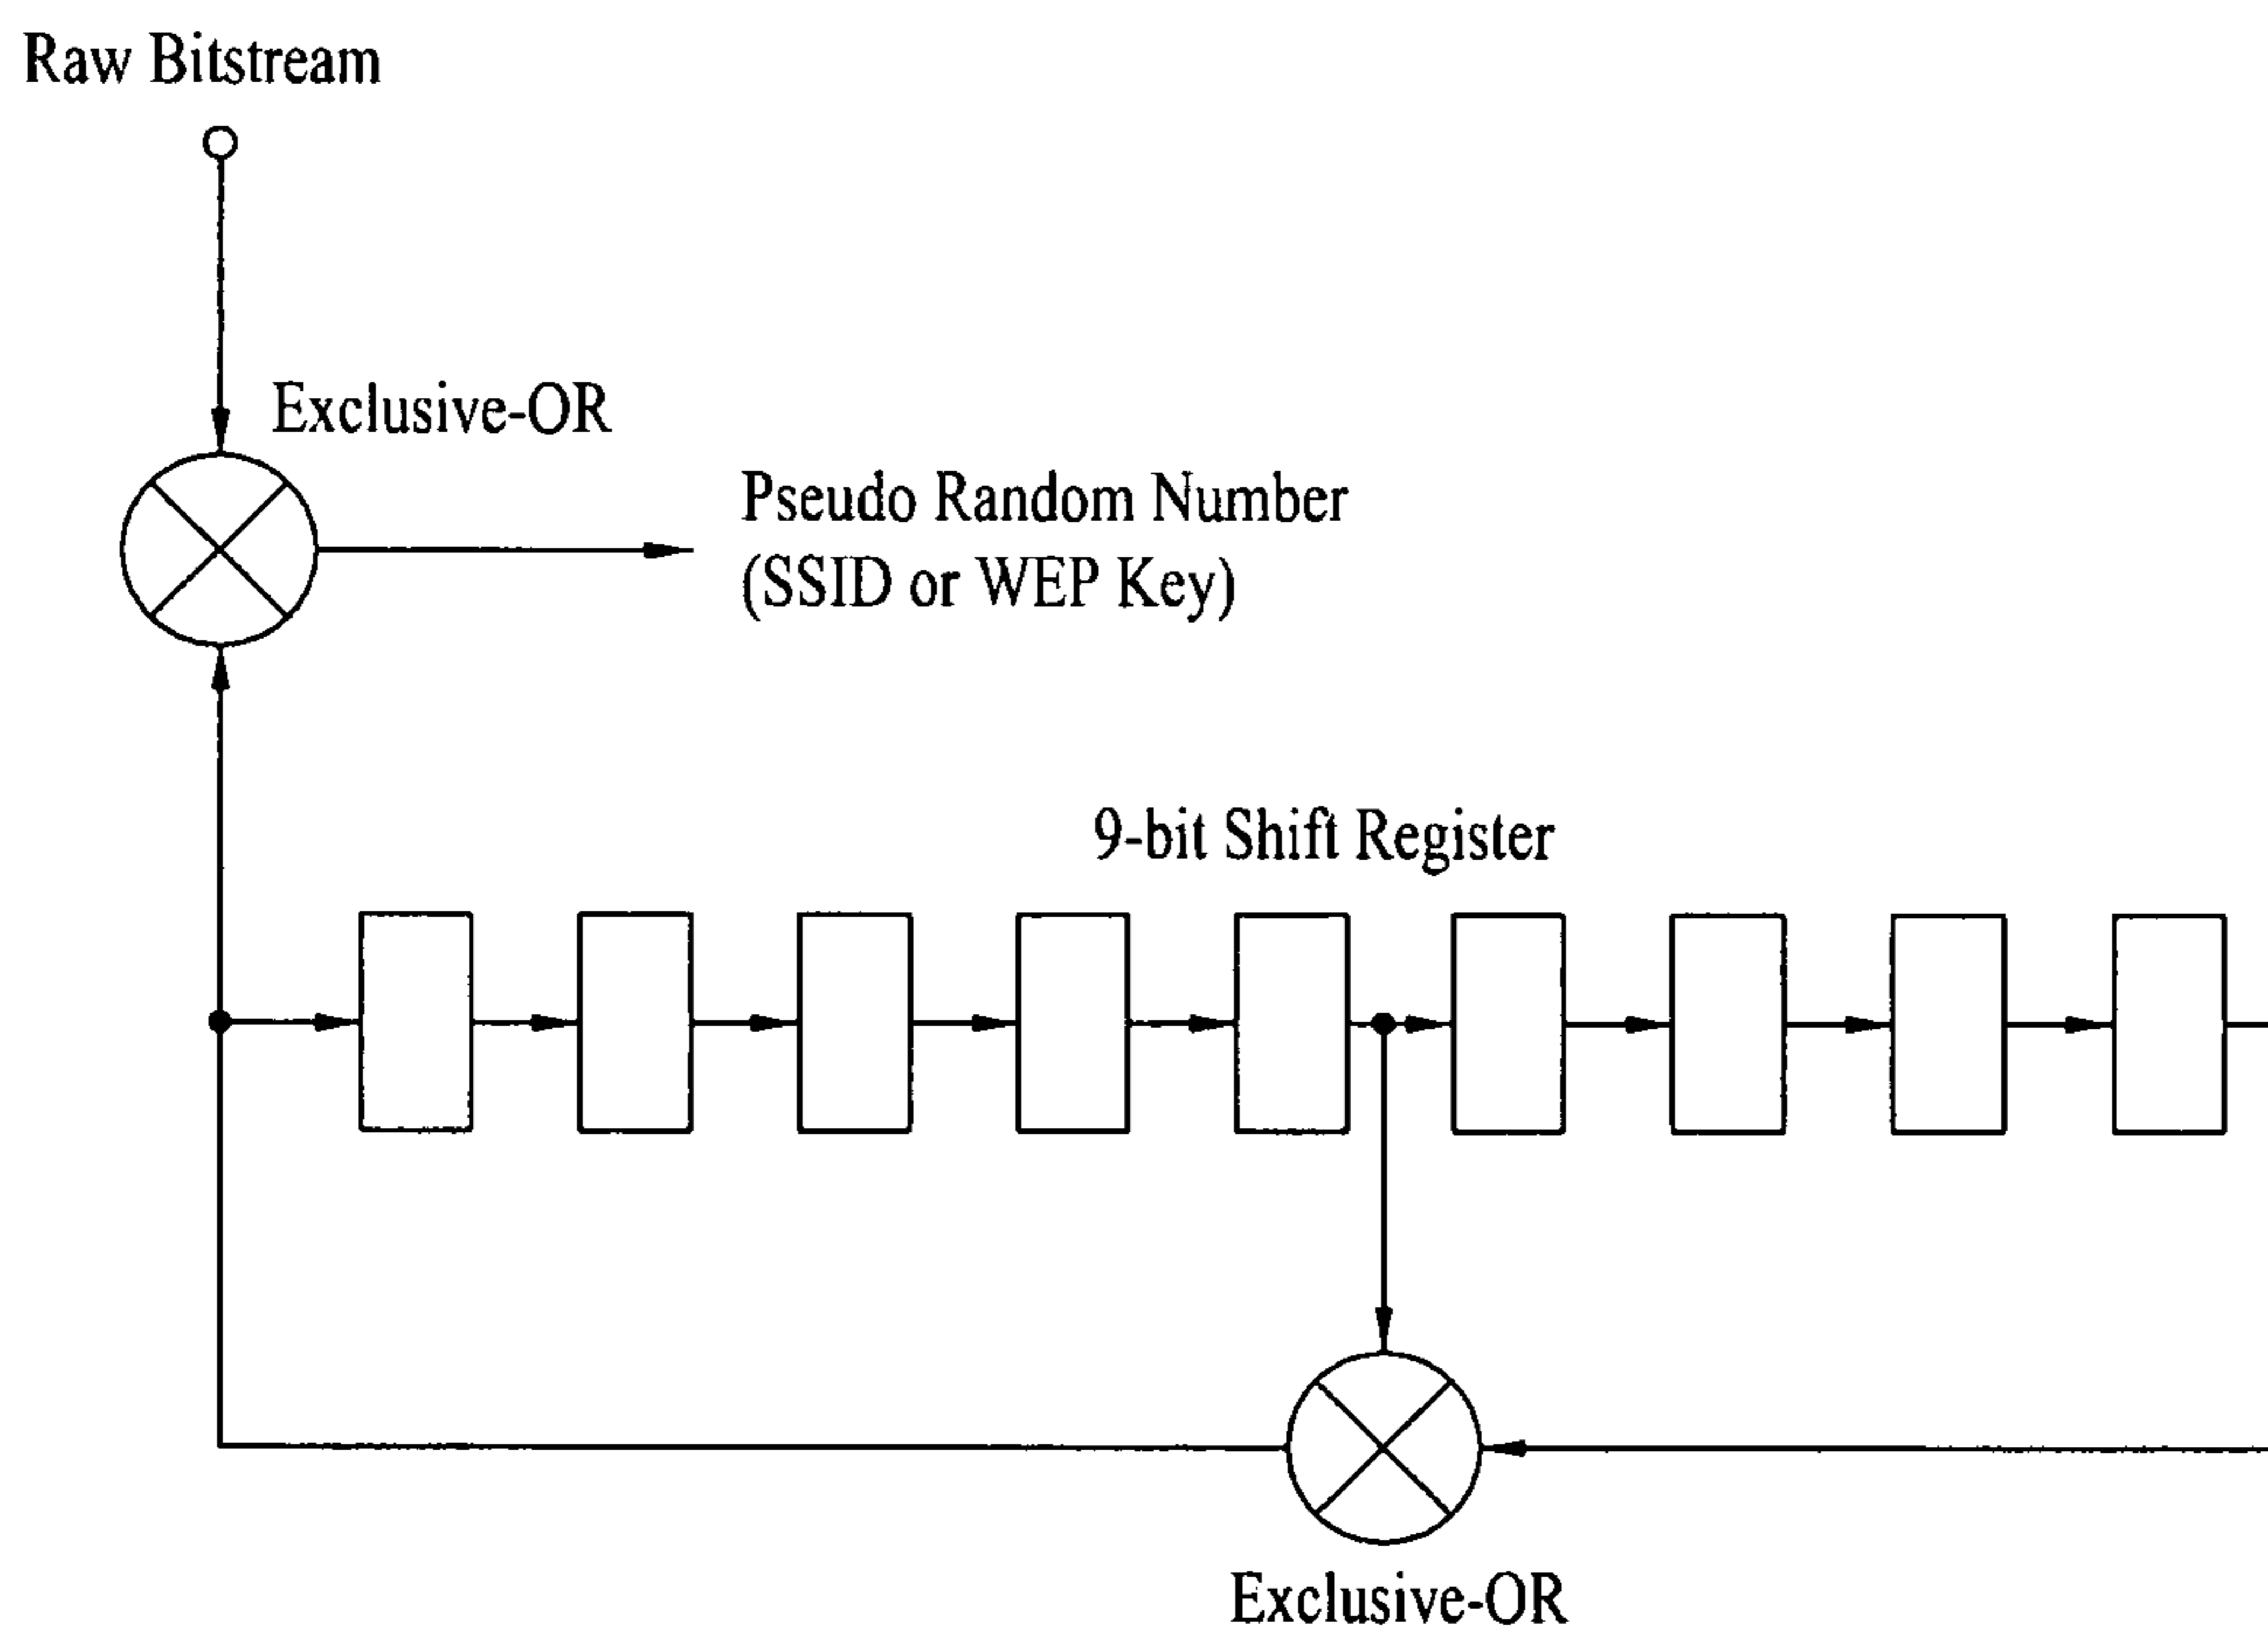 Raw Bitstream
Exclusive-OR
Pseudo Random Number
(SSID or WEP Key)
9-bit Shift Register
Exclusive-OR